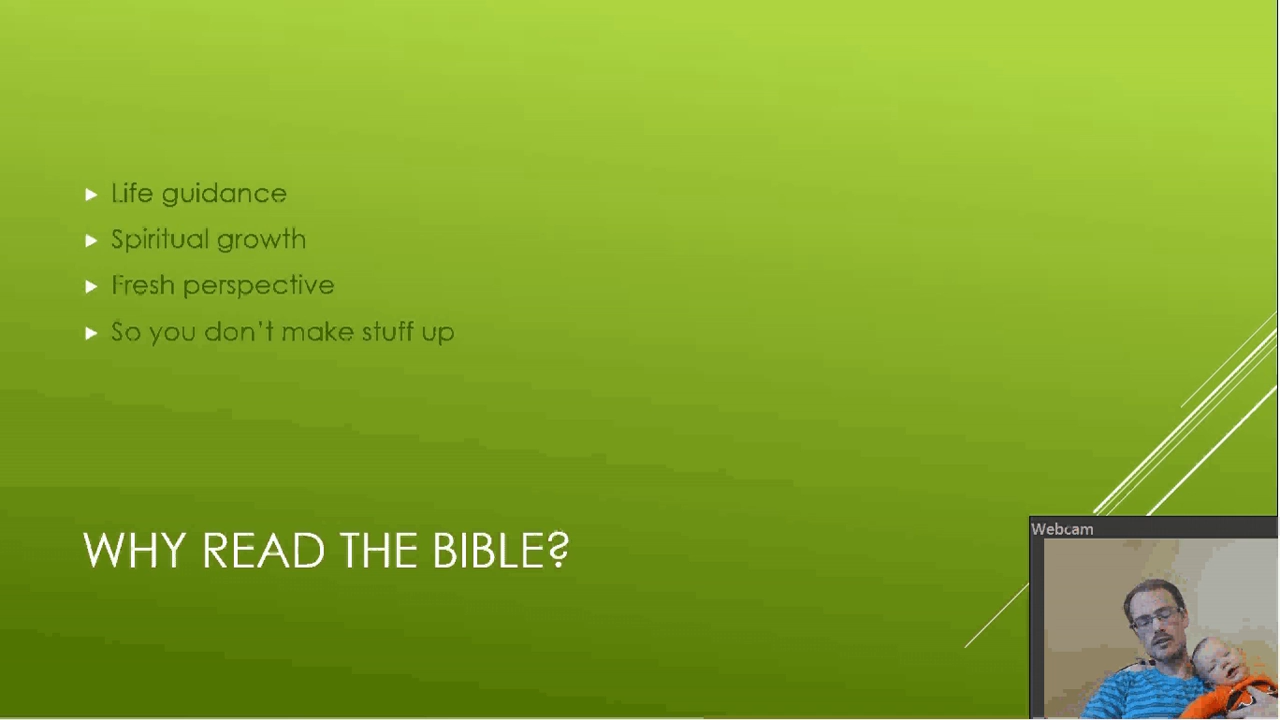 Life guidance
Spiritual growth
Fresh perspective
So you don't make stuff up
WHY READ THE BIBLE?
Webcam